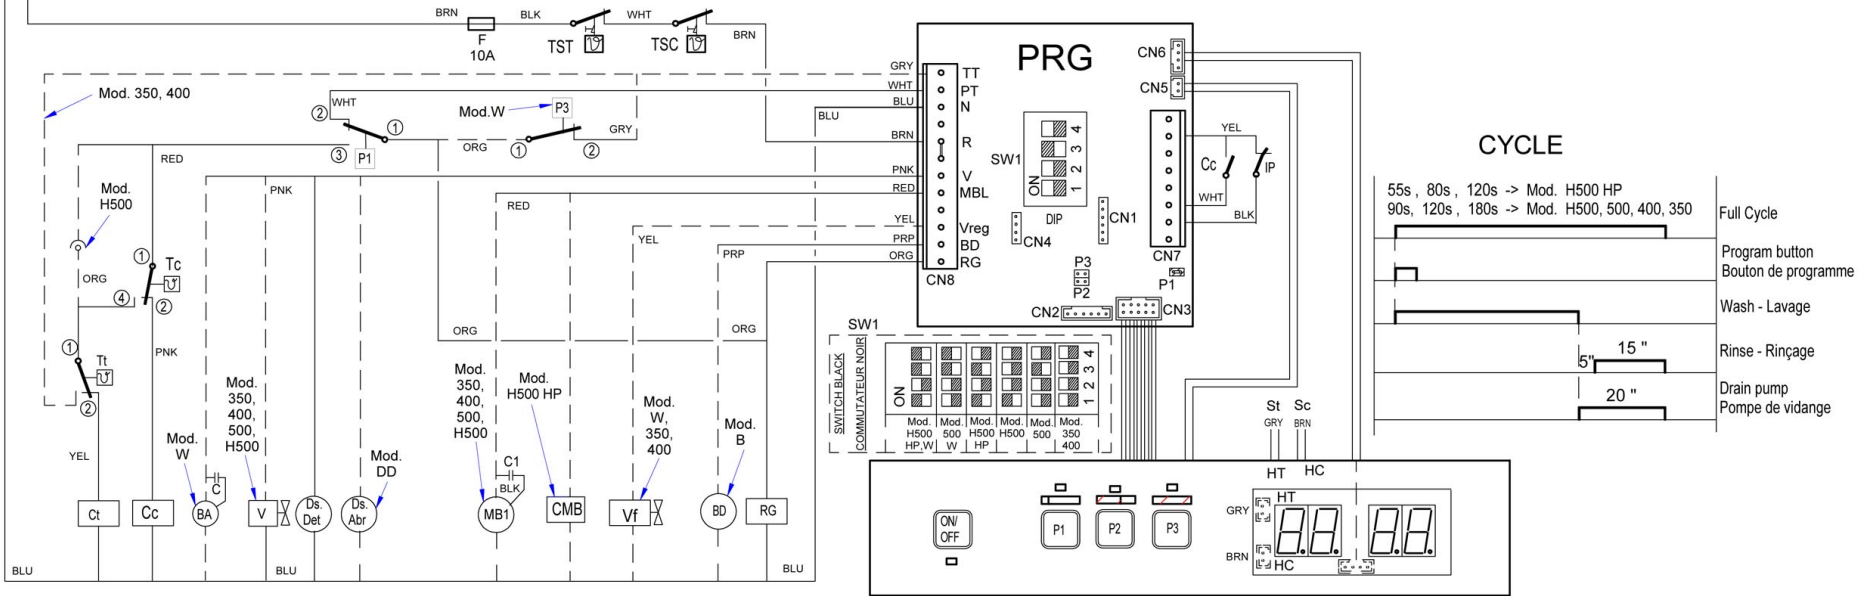 BRN
F
10A
BLK
TST
WHT
TSC
BRN
Mod. 350, 400
WHT
②
①
③
P1
Mod.W
P3
ORG
①
②
GRY
RED
Mod.
H500
ORG
①
Tc
④
②
PNK
①
Tt
②
YEL
PNK
Mod.
W
Mod.
350,
400,
500,
H500
Mod.
DD
ORG
RED
Mod.
350,
400,
500,
H500
Mod.
H500 HP
YEL
Mod.
W,
350,
400
PRP
Mod.
B
ORG
BLU
C
C1
BLK
Ct
Cc
BA
V
Ds.
Det
Ds.
Abr
MB1
CMB
Vf
BD
RG
BLU
BLU
BLU
PRG
GRY
TT
WHT
PT
BLU
N
BRN
R
PNK
V
RED
MBL
YEL
Vreg
PRP
BD
ORG
RG
CN8
SW1
ON
4
3
2
1
DIP
CN4
CN1
P3
P2
CN2
CN3
CN6
CN5
CN7
P1
YEL
Cc
IP
WHT
BLK
SW1
SWITCH BLACK
COMMUTATEUR NOIR
ON
4
3
2
1
Mod.
H500
HP,W
Mod.
500
W
Mod.
H500
HP
Mod.
H500
Mod.
500
Mod.
350
400
St
GRY
Sc
BRN
HT
HC
ON/
OFF
P1
P2
P3
HT
GRY
BRN
HC
CYCLE
55s , 80s , 120s -> Mod. H500 HP
90s, 120s , 180s -> Mod. H500, 500, 400, 350
Full Cycle
Program button
Bouton de programme
Wash - Lavage
15 "
5"
Rinse - Rinçage
20 "
Drain pump
Pompe de vidange